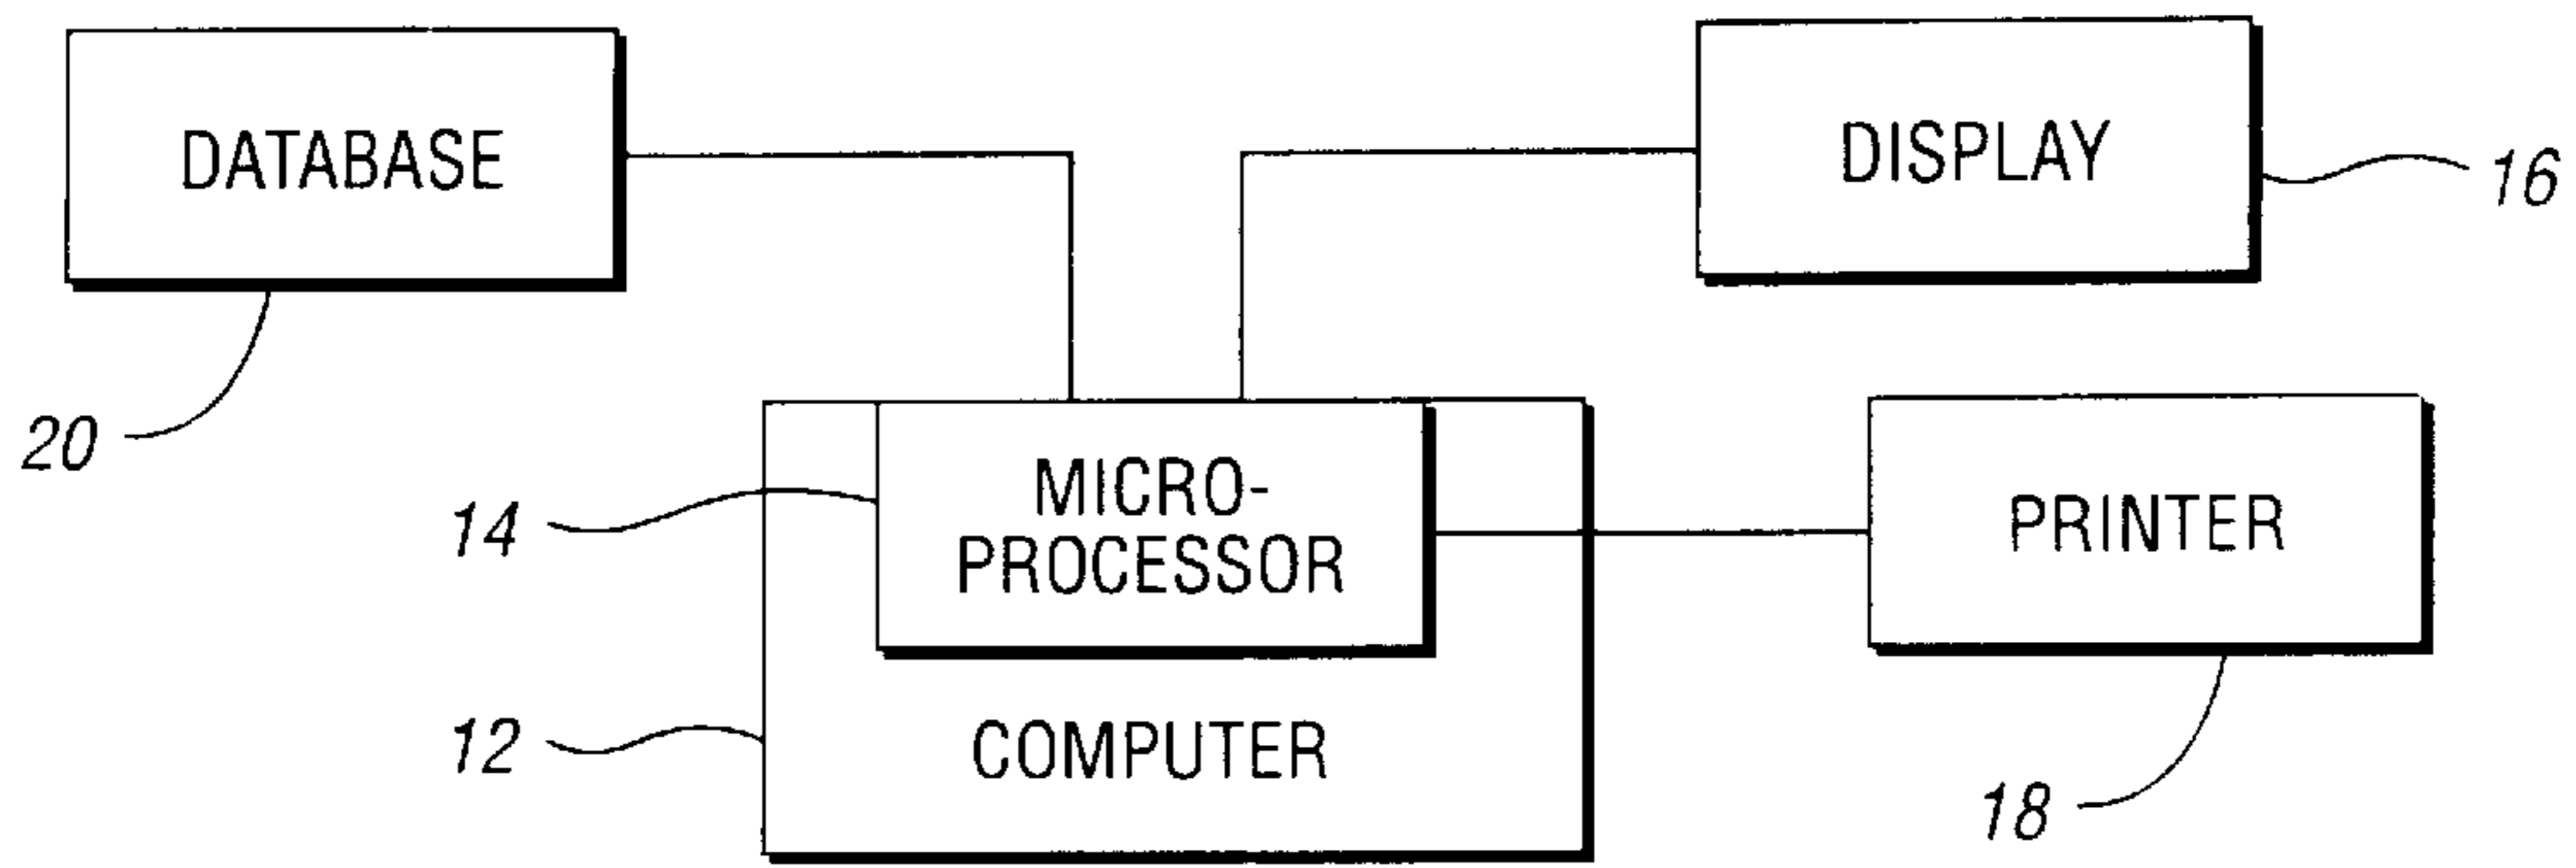 DATABASE
DISPLAY
16
20
14
MICRO-
PROCESSOR
PRINTER
12
COMPUTER
18